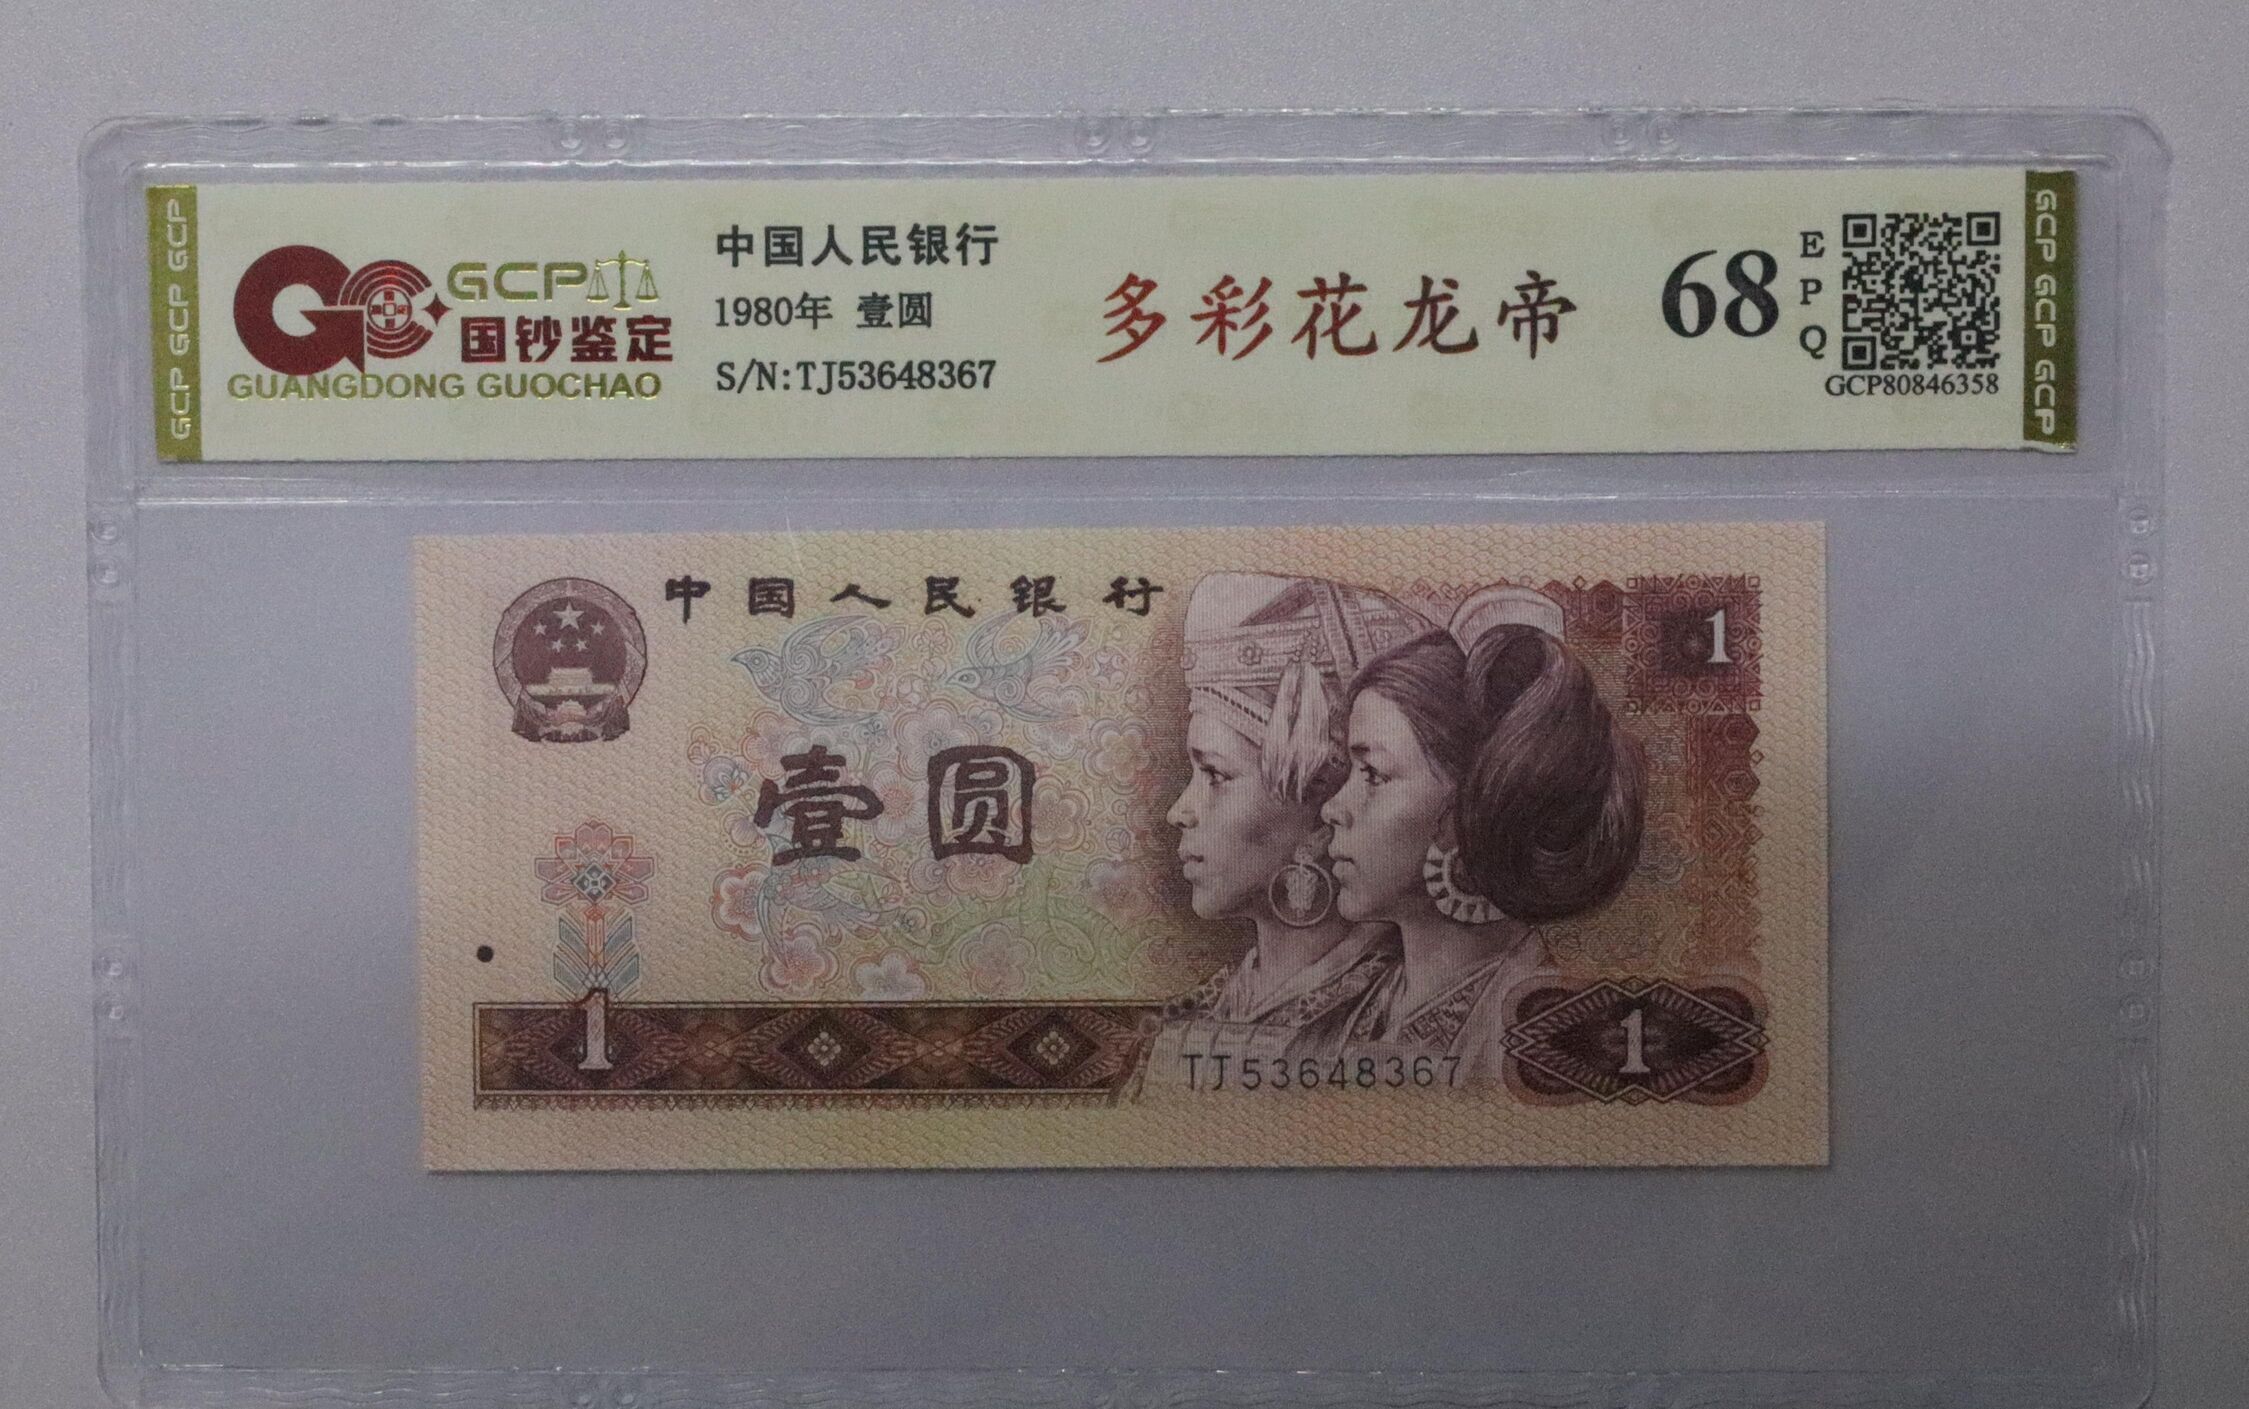 GCP GCP GCP
GCP
国钞鉴定
GUANGDONG GUOCHAO
中国人民银行
1980年 壹圆
S/N:TJ53648367
多彩花龙帝
68
EPQ
GCP80846358
GCP GCP GCP
中国人民银行
1
壹圆
1
1
TJ53648367